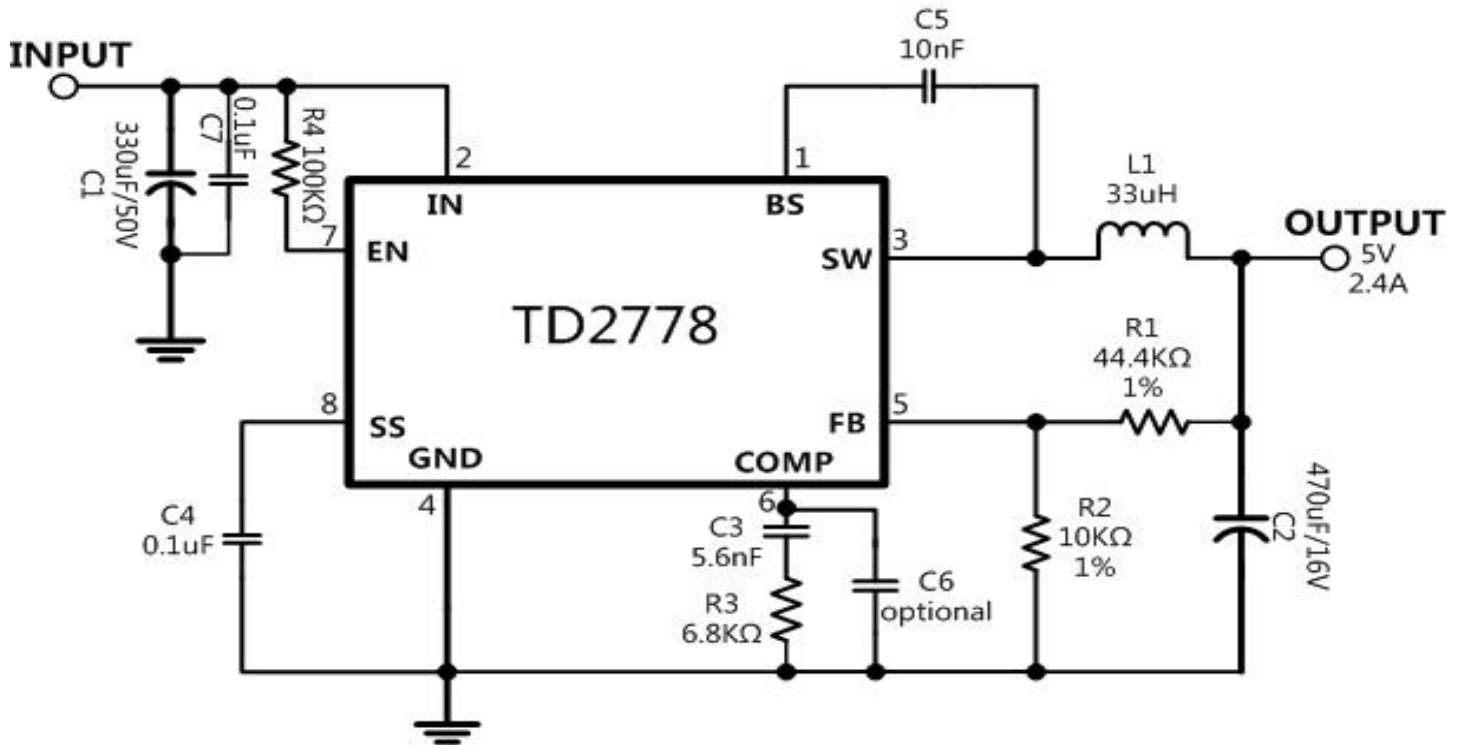 INPUT
330uF/50V
C1
0.1uF
C7
R4 100KΩ
C5
10nF
2
1
IN
BS
7
EN
3
SW
L1
33uH
OUTPUT
5V
2.4A
TD2778
R1
44.4KΩ
1%
8
SS
5
FB
GND
COMP
4
6
C4
0.1uF
C3
5.6nF
R3
6.8KΩ
C6
optional
R2
10KΩ
1%
470uF/16V
C2